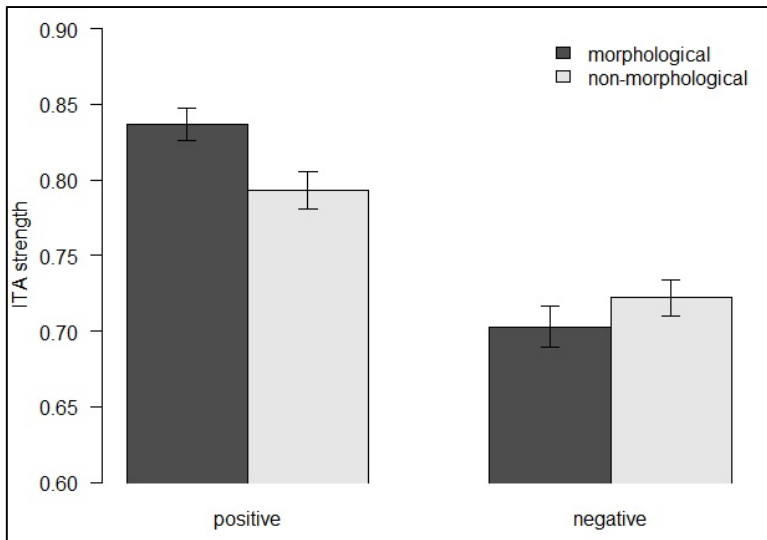 0.90
morphological
non-morphological
0.85
0.80
0.75
0.70
0.65
0.60
ITA strength
positive negative